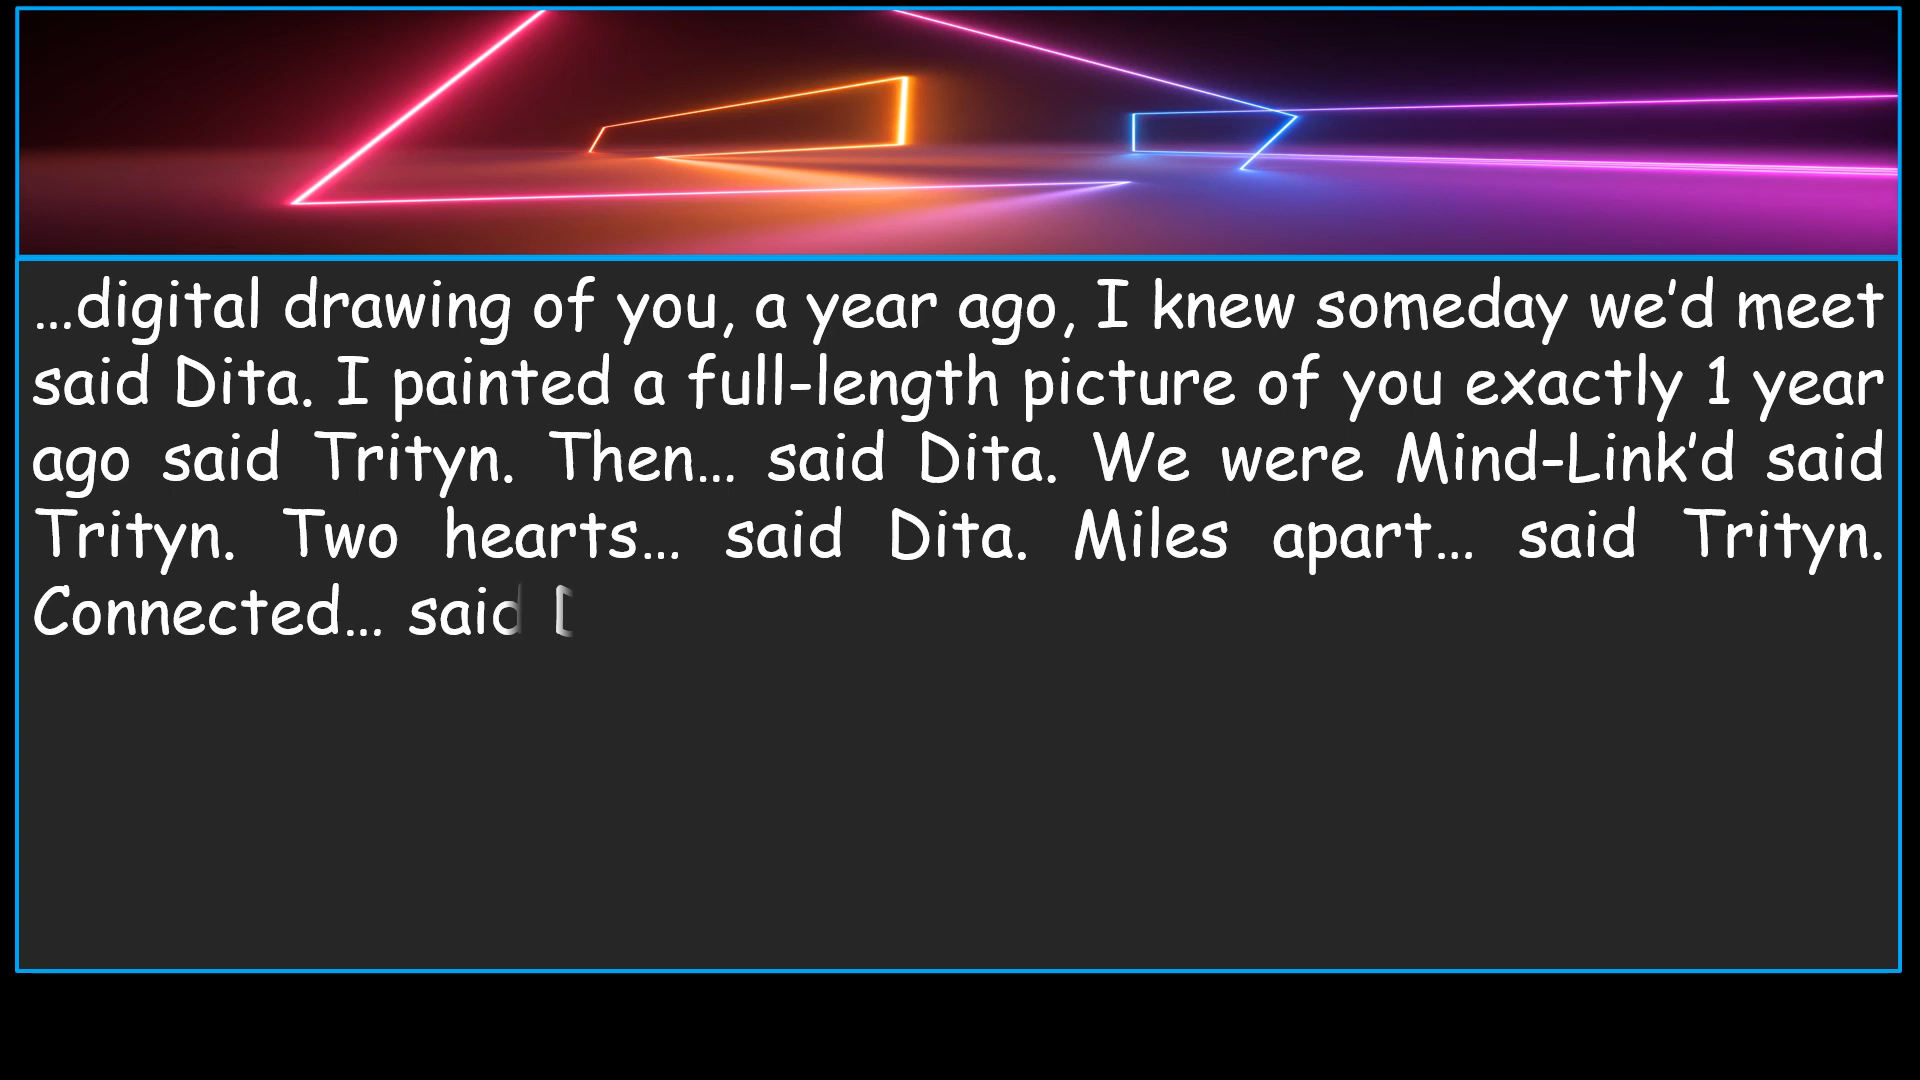 …digital drawing of you, a year ago, I knew someday we’d meet
said Dita. I painted a full-length picture of you exactly 1 year
ago said Trityn. Then… said Dita. We were Mind-Link’d said
Trityn. Two hearts… said Dita. Miles apart… said Trityn.
Connected… said